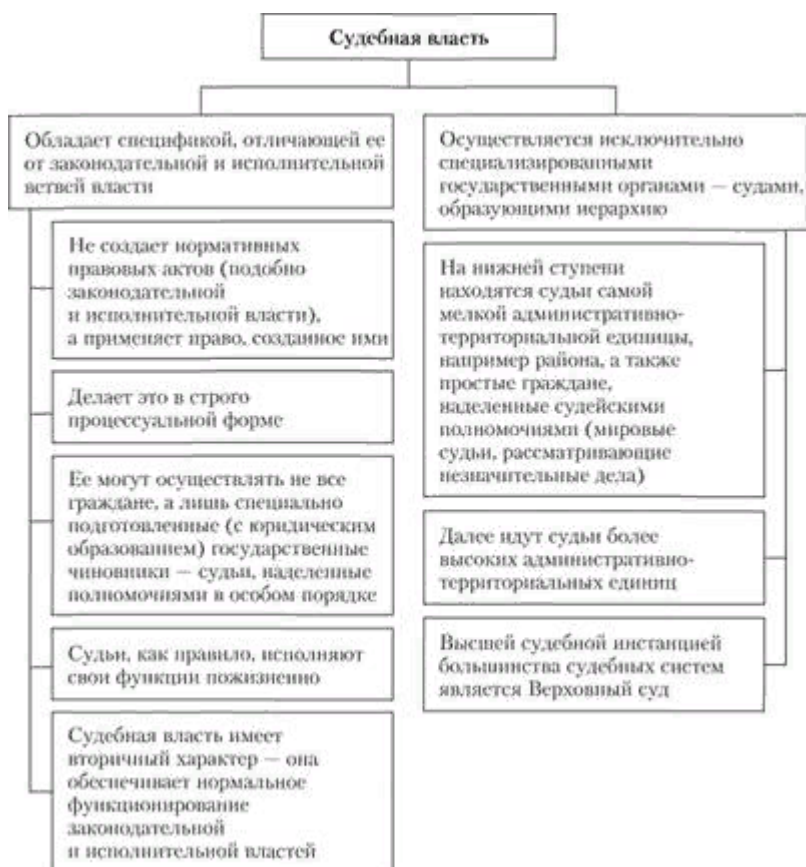 Судебная власть
Обладает спецификой, отличающей ее
от законодательной и исполнительной
ветвей власти
Не создает нормативных
правовых актов (подобно
законодательной
и исполнительной власти),
а применяет право, созданное ими
Делает это в строго
процессуальной форме
Ее могут осуществлять не все
граждане, а лишь специально
подготовленные (с юридическим
образованием) государственные
чиновники — судьи, наделенные
полномочиями в особом порядке
Судьи, как правило, исполняют
свои функции пожизненно
Судебная власть имеет
вторичный характер — она
обеспечивает нормальное
функционирование
законодательной
и исполнительной властей
Осуществляется исключительно
специализированными
государственными органами — судами,
образующими иерархию
На нижней ступени
находятся судьи самой
мелкой административно-
территориальной единицы,
например района, а также
простые граждане,
наделенные судейскими
полномочиями (мировые
судьи, рассматривающие
незначительные дела)
Далее идут судьи более
высоких административно-
территориальных единиц
Высшей судебной инстанцией
большинства судебных систем
является Верховный суд